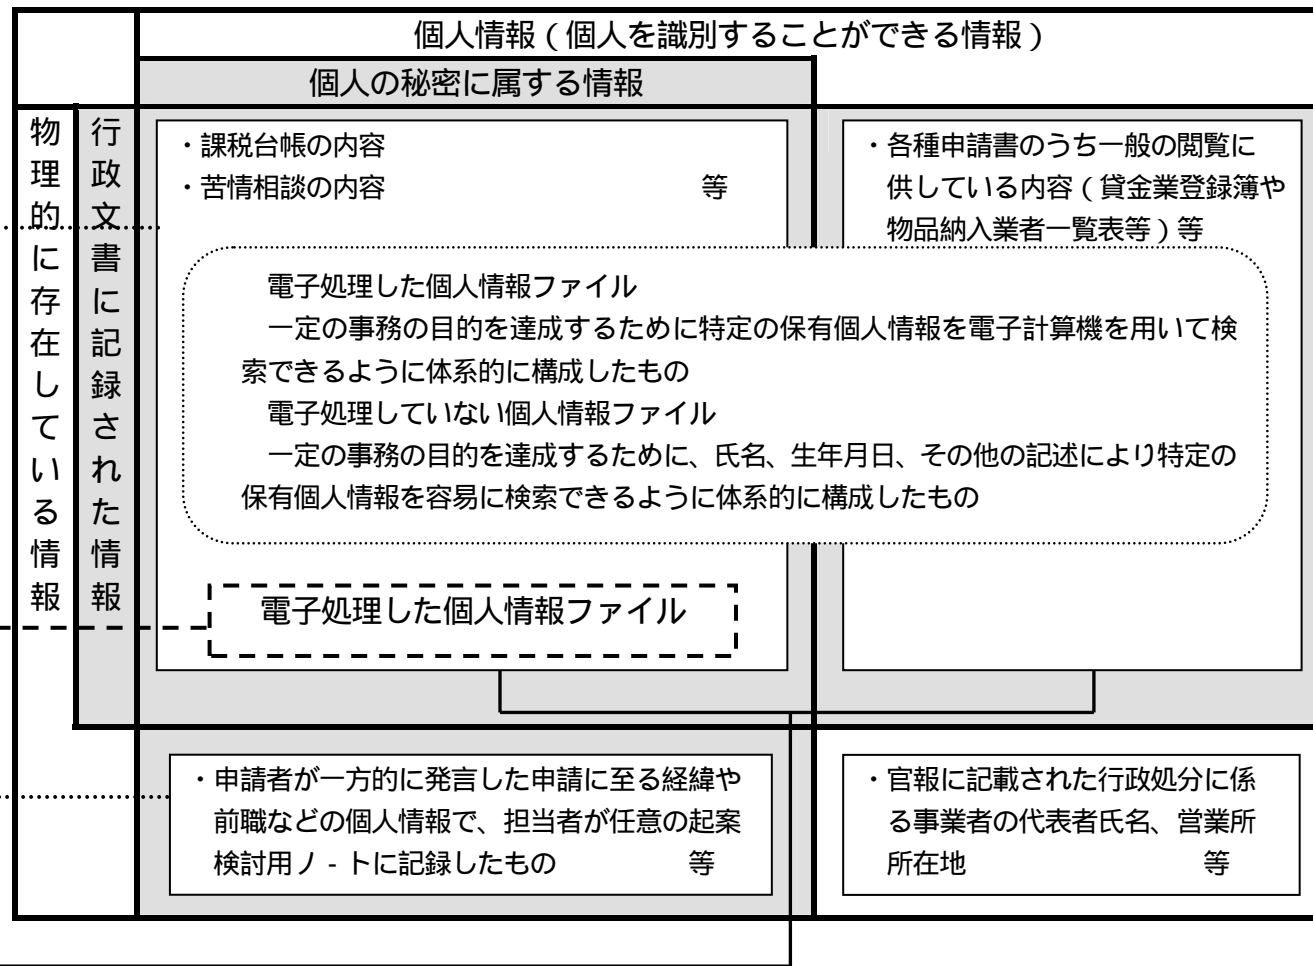 個人情報（個人を識別することができる情報）
個人の秘密に属する情報
物理的に存在している情報
行政文書に記録された情報
・課税台帳の内容
・苦情相談の内容 等
・各種申請書のうち一般の閲覧に
供している内容（貸金業登録簿や
物品納入業者一覧表等）等
電子処理した個人情報ファイル
一定の事務の目的を達成するために特定の保有個人情報を電子計算機を用いて検
索できるように体系的に構成したもの
電子処理していない個人情報ファイル
一定の事務の目的を達成するために、氏名、生年月日、その他の記述により特定の
保有個人情報を容易に検索できるように体系的に構成したもの
電子処理した個人情報ファイル
・申請者が一方的に発言した申請に至る経緯や
前職などの個人情報で、担当者が任意の起案
検討用ノ‐トに記録したもの 等
・官報に記載された行政処分に係
る事業者の代表者氏名、営業所
所在地 等